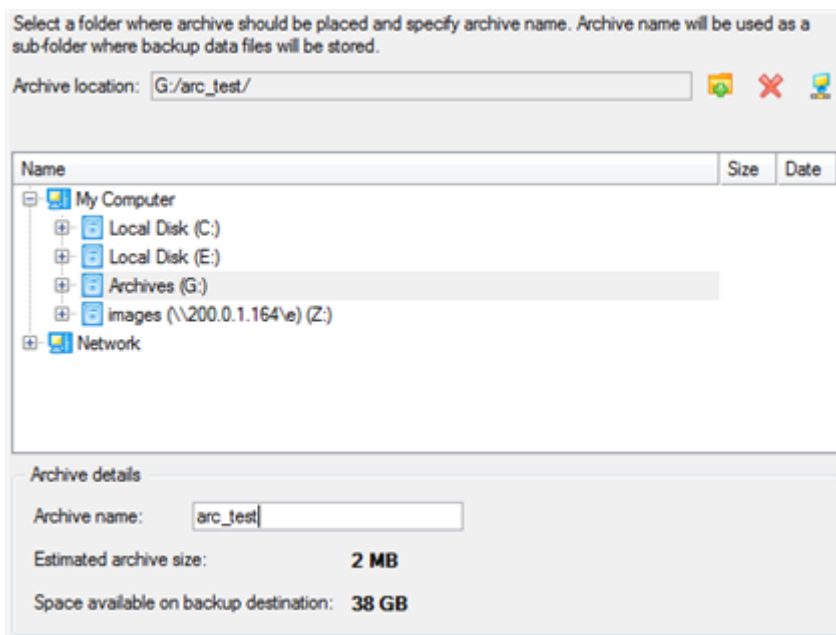 Select a folder where archive should be placed and specify archive name. Archive name will be used as a
sub-folder where backup data files will be stored.
Archive location: G:/arc_test/
Name Size Date
My Computer
Local Disk (C:)
Local Disk (E:)
Archives (G:)
images (\\200.0.1.164\e) (Z:)
Network
Archive details
Archive name: arc_test
Estimated archive size: 2 MB
Space available on backup destination: 38 GB